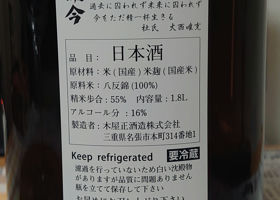 而今
過去に囚われず未来に囚われず
今をただ精一杯生きる
杜氏 大西唯克
品目:日本酒
原材料:米(国産)米麹(国産米)
原料米:八反錦(100%)
精米歩合:55% 内容量:1.8L
アルコール分 :16%
製造者:木屋正酒造株式会社
三重県名張市本町314番地1
Keep refrigerated 要冷蔵
濾過を行っていないため白い沈殿物
がありますが品質に問題ありません
瓶を立てて保存して下さい